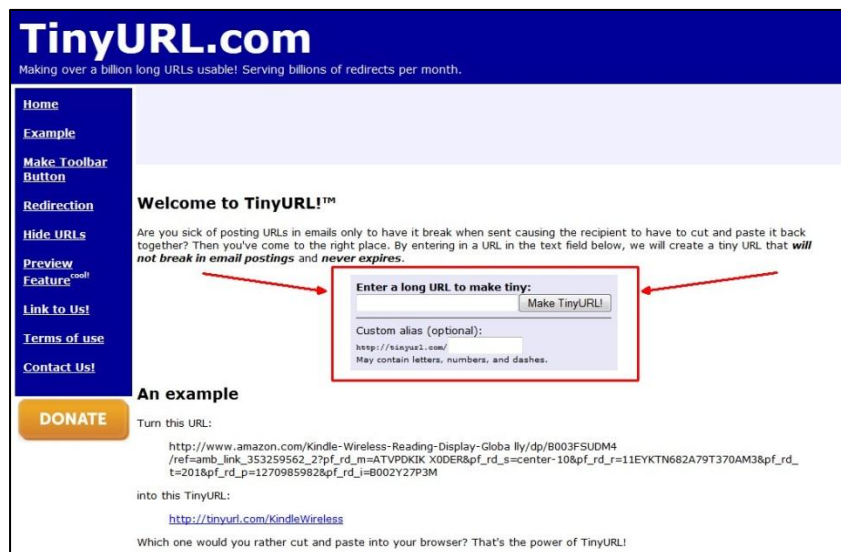 TinyURL.com
Making over a billion long URLs usable! Serving billions of redirects per month.
Home
Example
Make Toolbar
Button
Redirection
Hide URLs
Preview
Feature cool!
Link to Us!
Terms of use
Contact Us!
DONATE
Welcome to TinyURL!™
Are you sick of posting URLs in emails only to have it break when sent causing the recipient to have to cut and paste it back
together? Then you've come to the right place. By entering in a URL in the text field below, we will create a tiny URL that will
not break in email postings and never expires.
Enter a long URL to make tiny:
Make TinyURL!
Custom alias (optional):
http://tinyurl.com/
May contain letters, numbers, and dashes.
An example
Turn this URL:
http://www.amazon.com/Kindle-Wireless-Reading-Display-Globa lly/dp/B003FSUDM4
/ref=amb_link_353259562_2?pf_rd_m=ATVPDKIK X0DER&pf_rd_s=center-10&pf_rd_r=11EYKTN682A79T370AM3&pf_rd_
t=201&pf_rd_p=1270985982&pf_rd_i=B002Y27P3M
into this TinyURL:
http://tinyurl.com/KindleWireless
Which one would you rather cut and paste into your browser? That's the power of TinyURL!